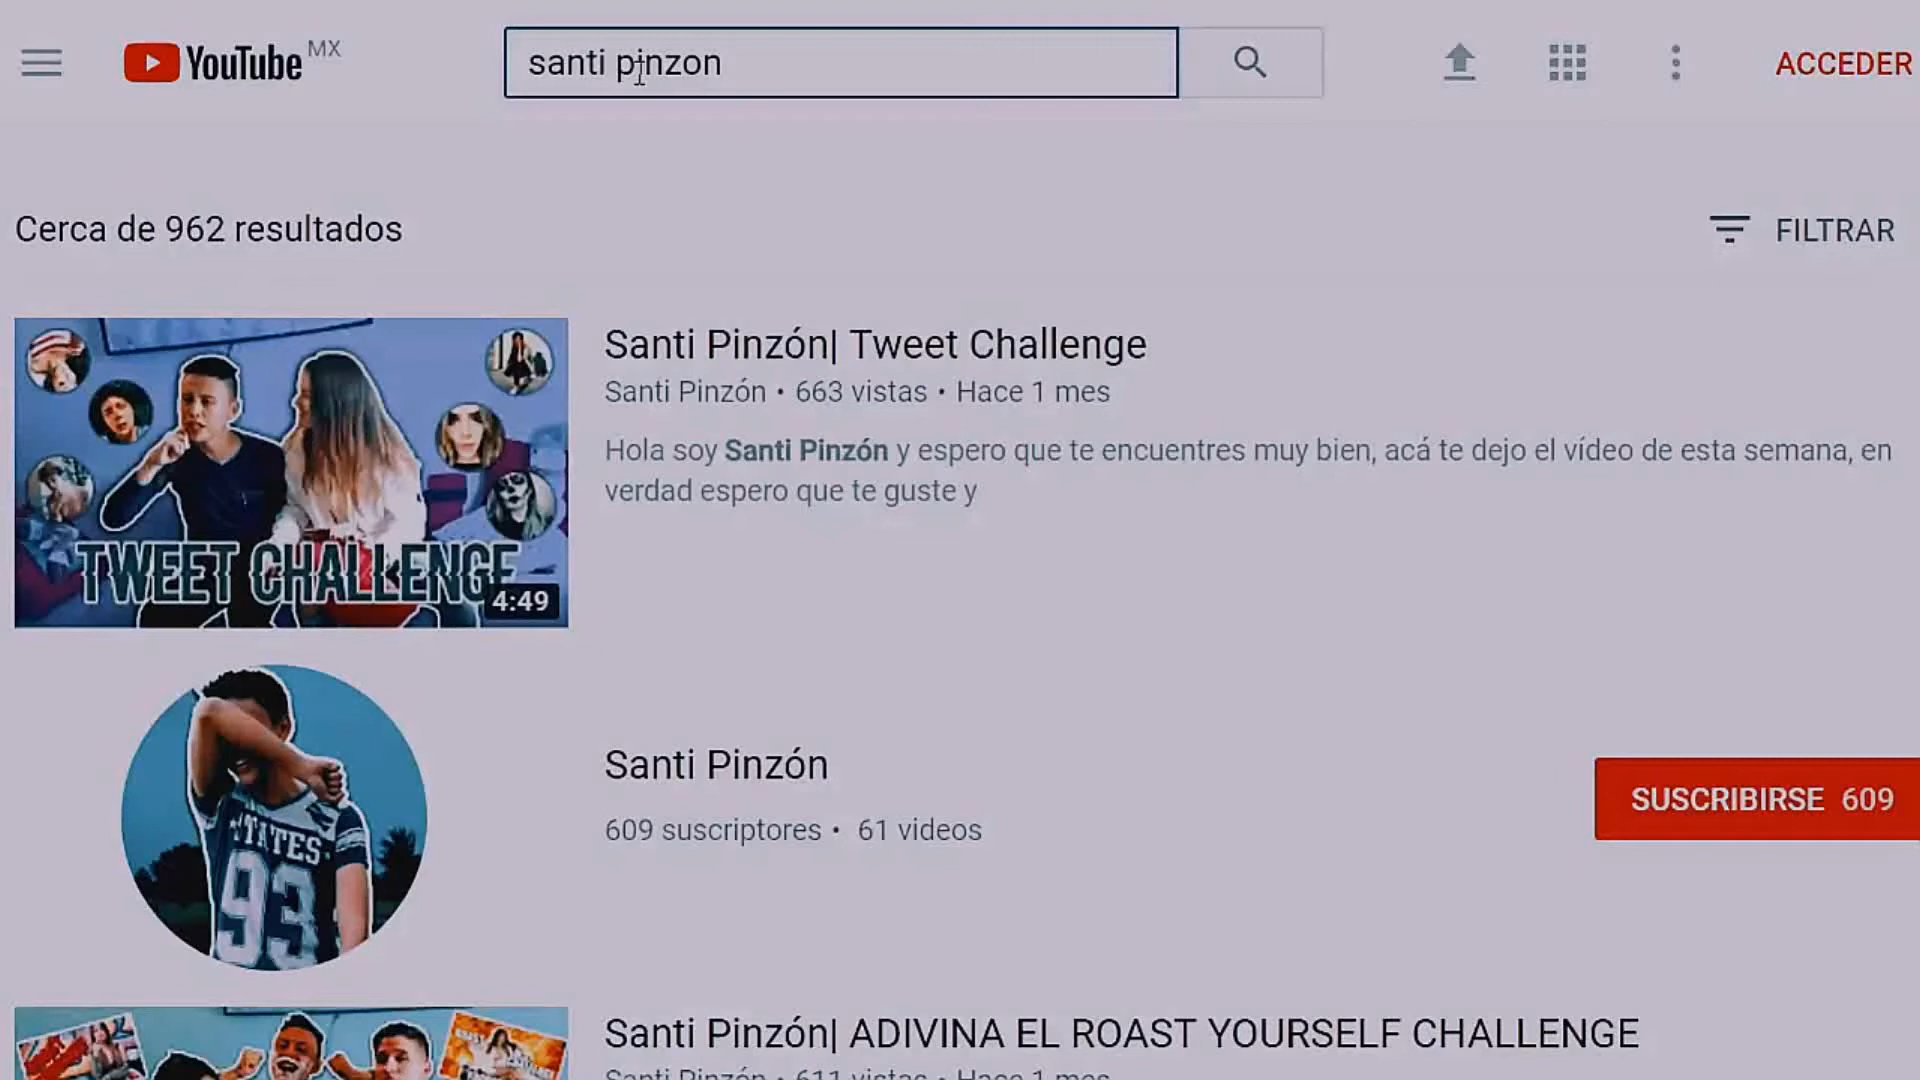 YouTube MX
santi pinzon
ACCEDER
Cerca de 962 resultados
FILTRAR
Santi Pinzón| Tweet Challenge
Santi Pinzón • 663 vistas • Hace 1 mes
Hola soy Santi Pinzón y espero que te encuentres muy bien, acá te dejo el vídeo de esta semana, en
verdad espero que te guste y
TWEET CHALLENGE
4:49
STATES
93
Santi Pinzón
609 suscriptores • 61 videos
SUSCRIBIRSE 609
Santi Pinzón| ADIVINA EL ROAST YOURSELF CHALLENGE
Santi Pinzón • 611 vistas • Hace 1 mes